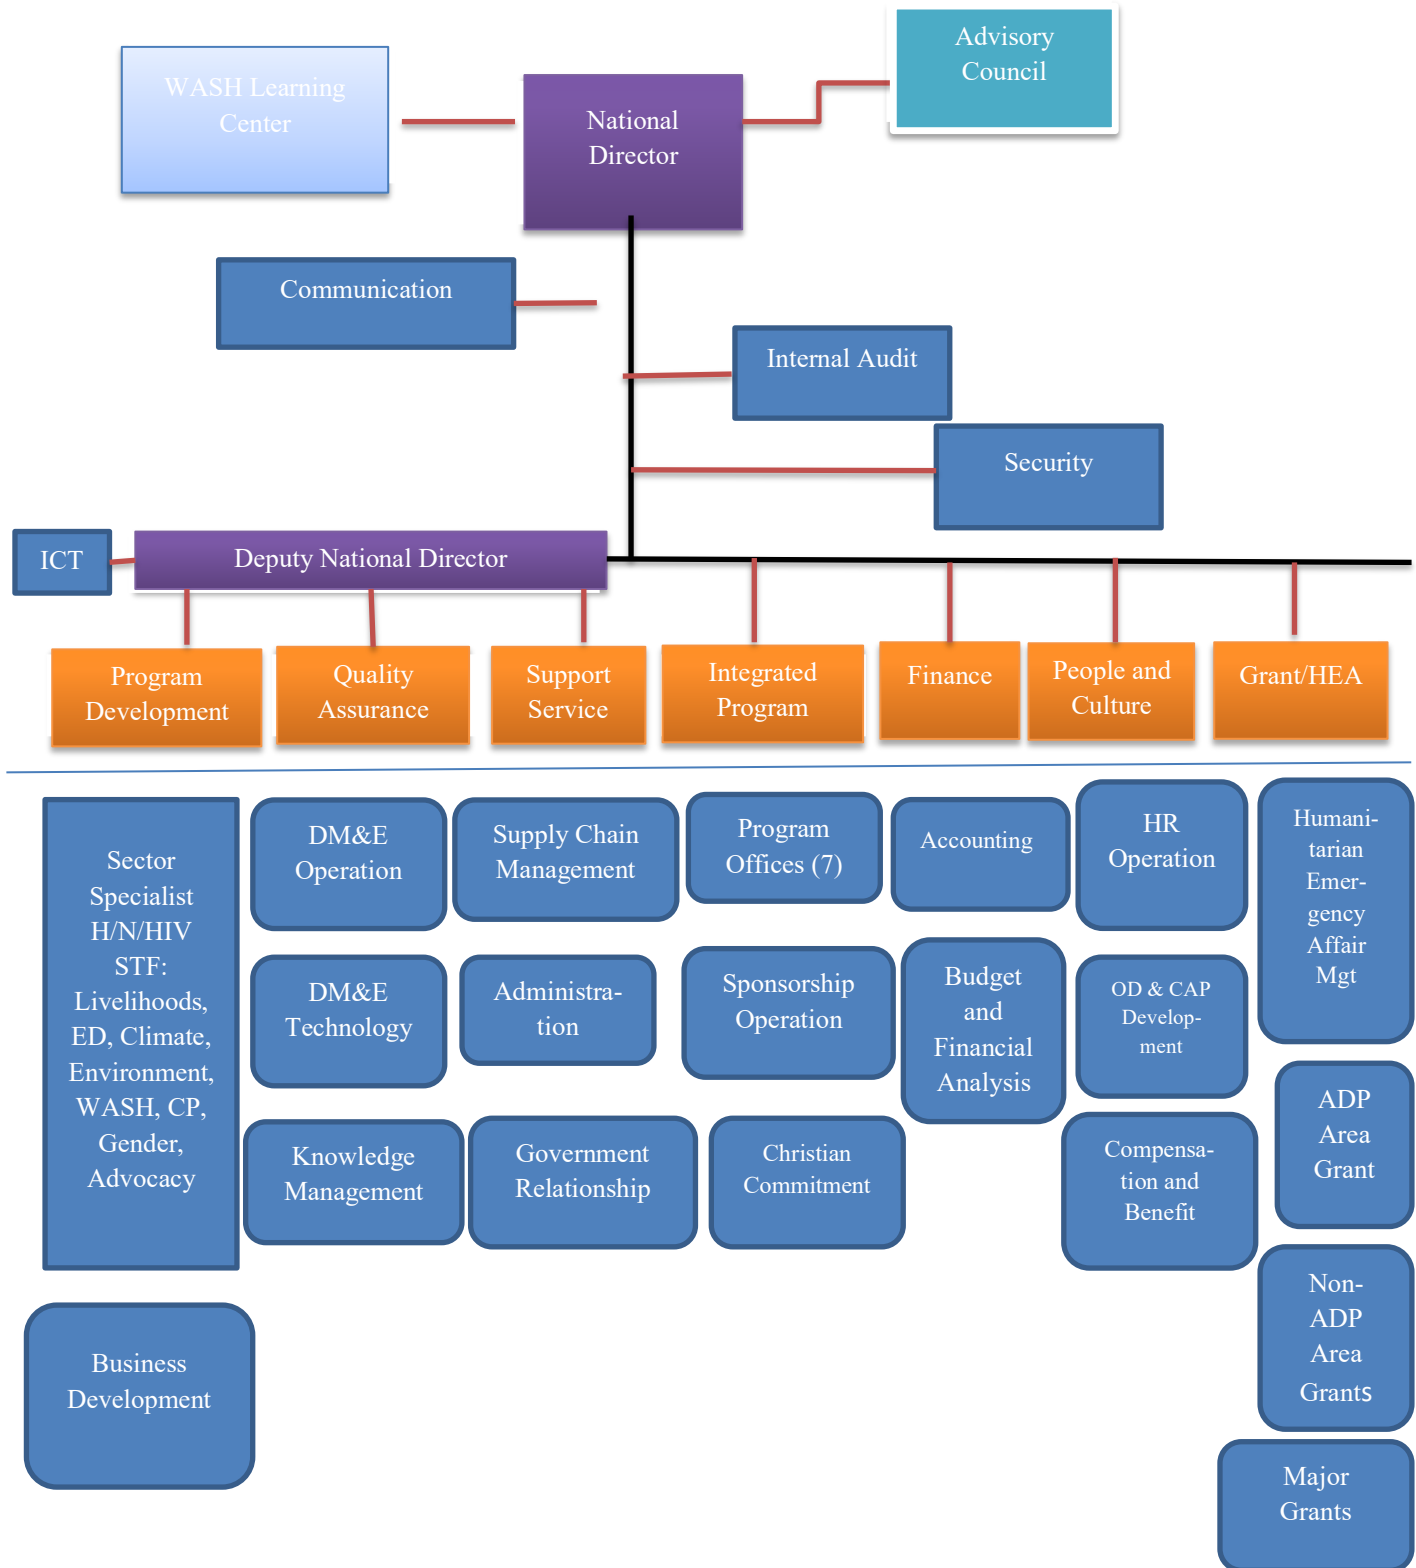 WASH Learning
Center
National
Director
Advisory
Council
Communication
Internal Audit
Security
ICT
Deputy National Director
Program
Development
Quality
Assurance
Support
Service
Integrated
Program
Finance
People and
Culture
Grant/HEA
Sector
Specialist
H/N/HIV
STF:
Livelihoods,
ED, Climate,
Environment,
WASH, CP,
Gender,
Advocacy
Business
Development
DM&E
Operation
DM&E
Technology
Knowledge
Management
Supply Chain
Management
Administra-
tion
Government
Relationship
Program
Offices (7)
Sponsorship
Operation
Christian
Commitment
Accounting
Budget
and
Financial
Analysis
HR
Operation
OD & CAP
Develop-
ment
Compensa-
tion and
Benefit
Humani-
tarian
Emer-
gency
Affair
Mgt
ADP
Area
Grant
Non-
ADP
Area
Grants
Major
Grants